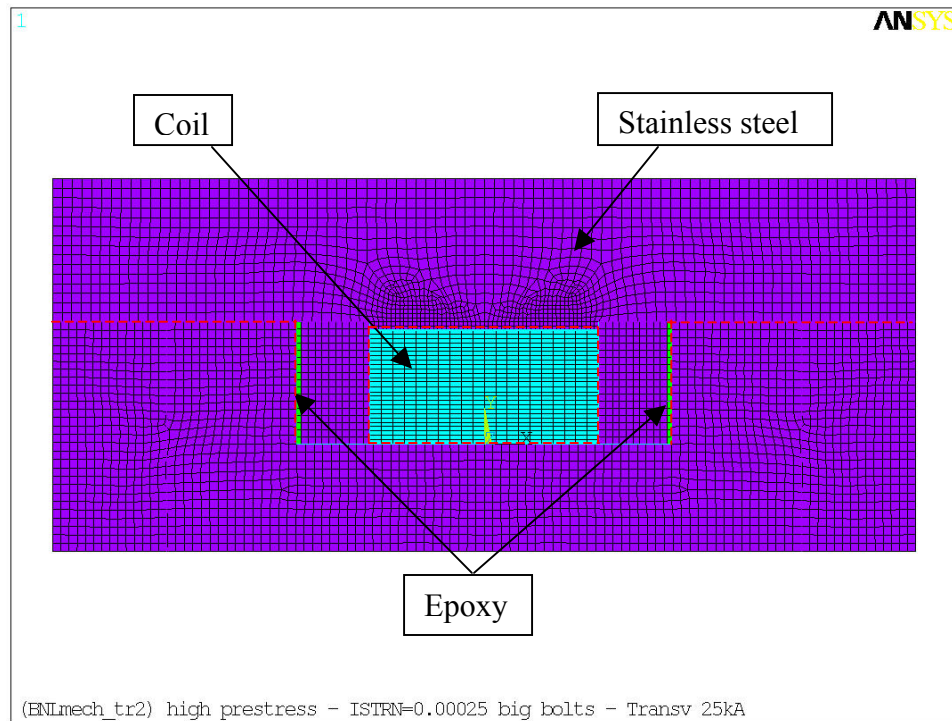 1
ANSYS
Coil
Stainless steel
Y
X
Epoxy
(BNLmech_tr2) high prestress - ISTRN=0.00025 big bolts - Transv 25kA